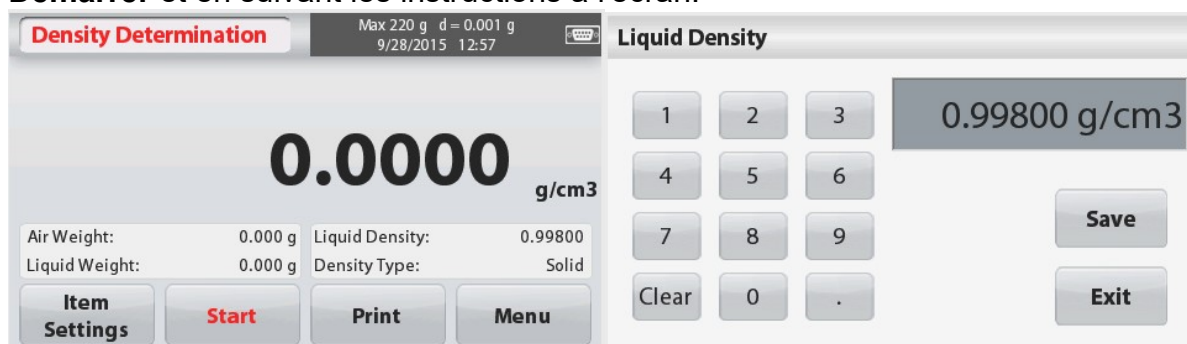 Démarrer et en suivant les instructions à l'écran.
Density Determination
Max 220 g d = 0.001 g
9/28/2015 12:57
0.0000
g/cm3
Air Weight: 0.000 g Liquid Density: 0.99800
Liquid Weight: 0.000 g Density Type: Solid
Item
Settings
Start
Print
Menu
Liquid Density
1 2 3
0.99800 g/cm3
4 5 6
7 8 9
Clear 0 .
Save
Exit